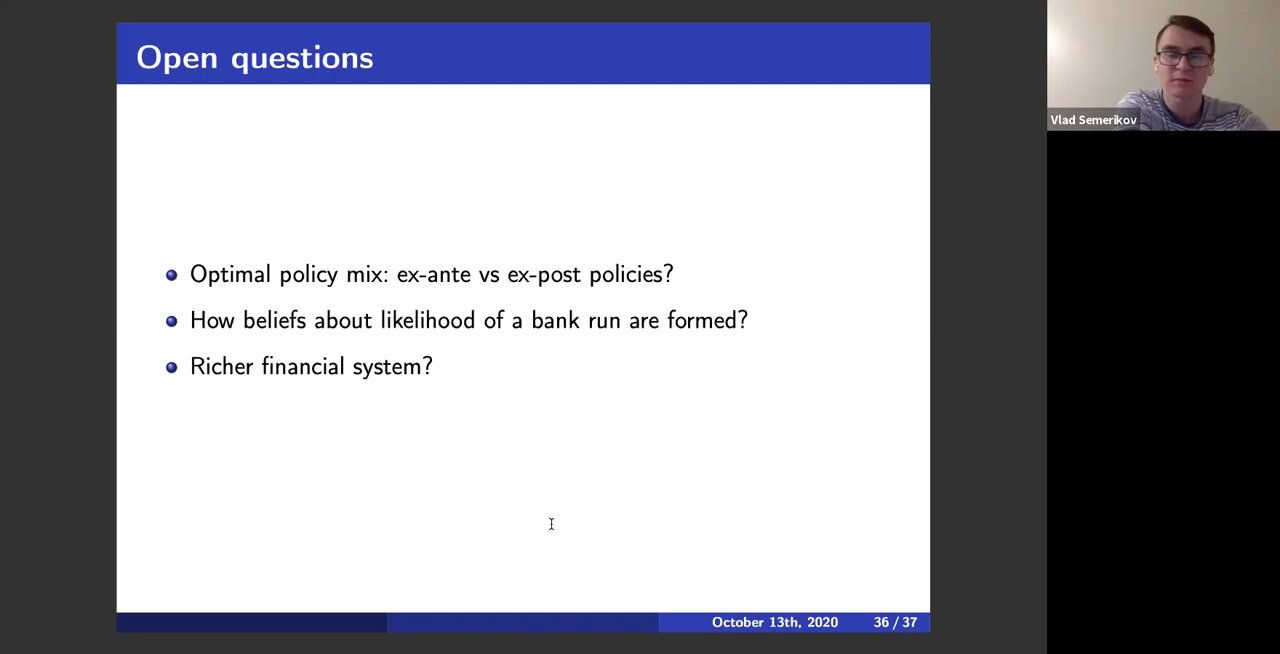 Open questions
Optimal policy mix: ex-ante vs ex-post policies?
How beliefs about likelihood of a bank run are formed?
Richer financial system?
October 13th, 2020 36 / 37
Vlad Semerikov